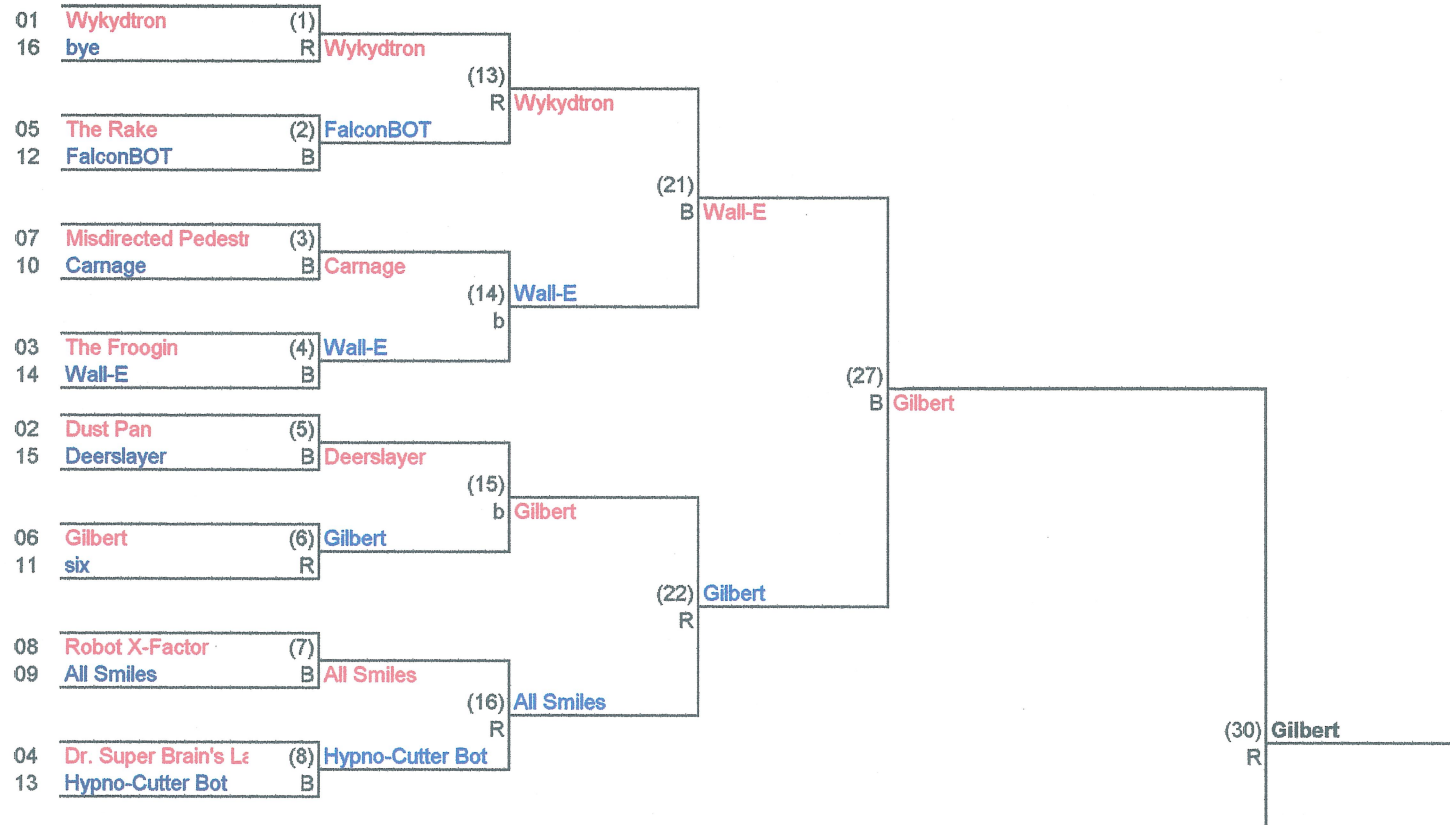 01 Wykydtron (1)
16 bye R Wykydtron
(13)
R Wykydtron
05 The Rake (2) FalconBOT
12 FalconBOT B
(21)
B Wall-E
07 Misdirected Pedestr (3)
10 Carnage B Carnage
(14) Wall-E
b
03 The Froogin (4) Wall-E
14 Wall-E B
(27)
B Gilbert
02 Dust Pan (5)
15 Deerslayer B Deerslayer
(15)
b Gilbert
06 Gilbert (6) Gilbert
11 six R
(22) Gilbert
R
08 Robot X-Factor (7)
09 All Smiles B All Smiles
(16) All Smiles
R
(30) Gilbert
R
04 Dr. Super Brain's La (8) Hypno-Cutter Bot
13 Hypno-Cutter Bot B